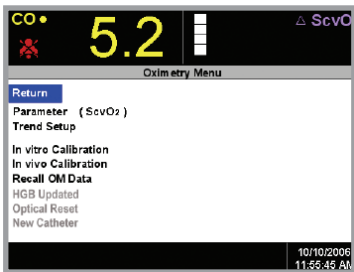 CO
5.2
△ ScvO
Oximetry Menu
Return
Parameter (ScvO₂)
Trend Setup
In vitro Calibration
In vivo Calibration
Recall OM Data
HGB Updated
Optical Reset
New Catheter
10/10/2006
11:55:45 AM